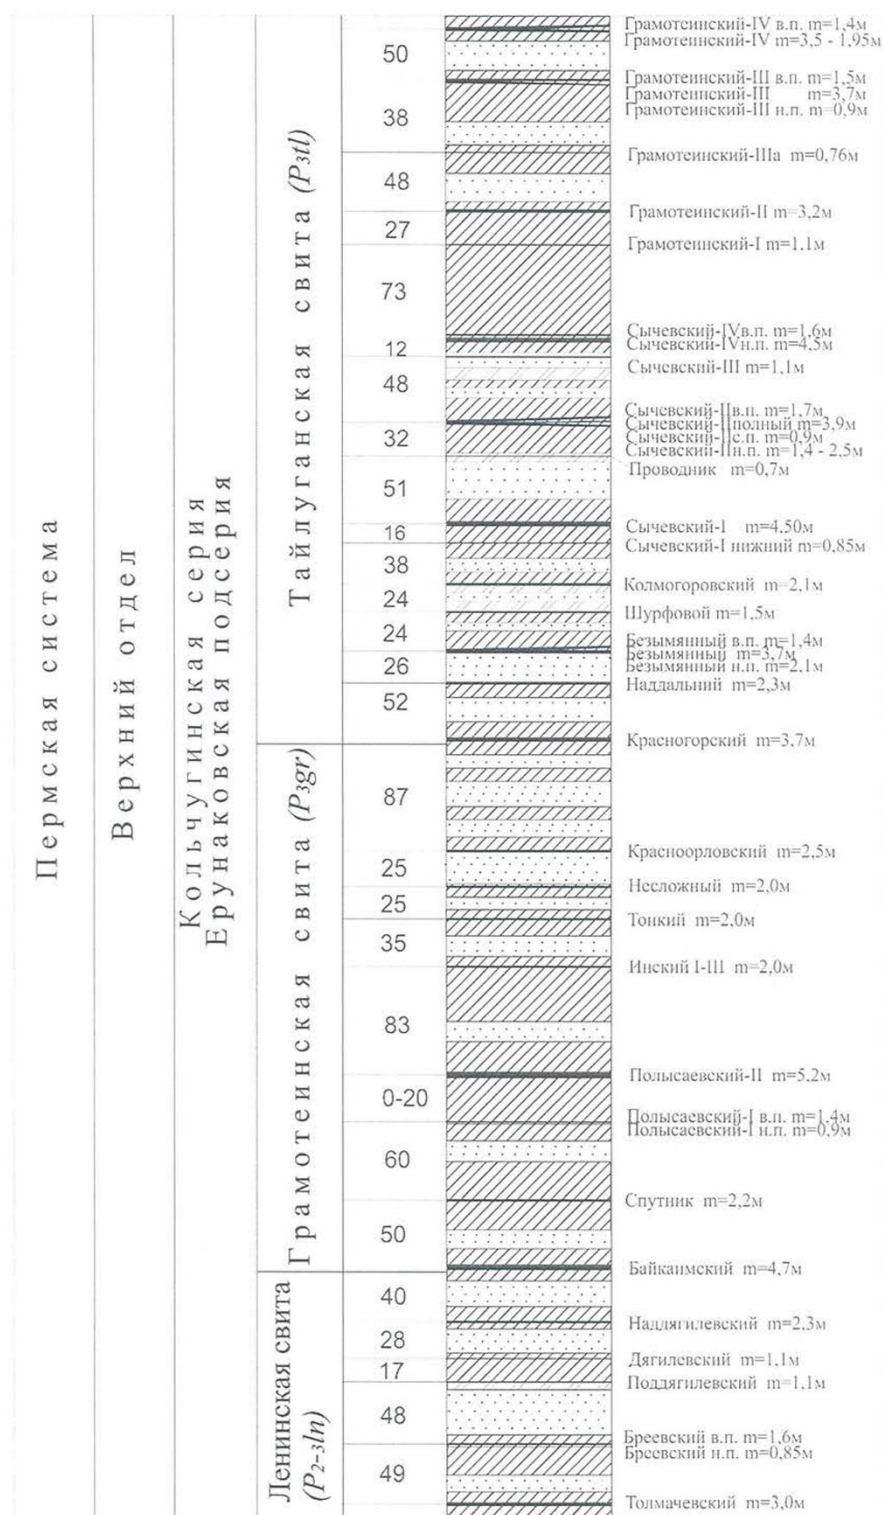 Пермская система
Верхний отдел
Кольчугинская серия
Ерунаковская подсерия
Тайлуганская свита (P3tl)
Грамотеинская свита (P3gr)
Ленинская свита
(P2-3ln)
50
38
48
27
73
12
48
32
51
16
38
24
24
26
52
87
25
25
35
83
0-20
60
50
40
28
17
48
49
Грамотеинский-IV в.п. m=1,4м
Грамотеинский-IV m=3,5 - 1,95м
Грамотеинский-III в.п. m=1,5м
Грамотеинский-III m=3,7м
Грамотеинский-III н.п. m=0,9м
Грамотеинский-IIIa m=0,76м
Грамотеинский-II m=3,2м
Грамотеинский-I m=1,1м
Сычевский-IVв.п. m=1,6м
Сычевский-IVн.п. m=4,5м
Сычевский-III m=1,1м
Сычевский-IIв.п. m=1,7м
Сычевский-IIполный m=3,9м
Сычевский-IIс.п. m=0,9м
Сычевский-IIн.п. m=1,4 - 2,5м
Проводник m=0,7м
Сычевский-I m=4,50м
Сычевский-I нижний m=0,85м
Колмогоровский m=2,1м
Шурфовой m=1,5м
Безымянный в.п. m=1,4м
Безымянный m=3,7м
Безымянный н.п. m=2,1м
Наддальний m=2,3м
Красногорский m=3,7м
Красноорловский m=2,5м
Несложный m=2,0м
Тонкий m=2,0м
Инский I-III m=2,0м
Полысаевский-II m=5,2м
Полысаевский-I в.п. m=1,4м
Полысаевский-I н.п. m=0,9м
Спутник m=2,2м
Байкаимский m=4,7м
Наддягилевский m=2,3м
Дягилевский m=1,1м
Поддягилевский m=1,1м
Бреевский в.п. m=1,6м
Бреевский н.п. m=0,85м
Толмачевский m=3,0м